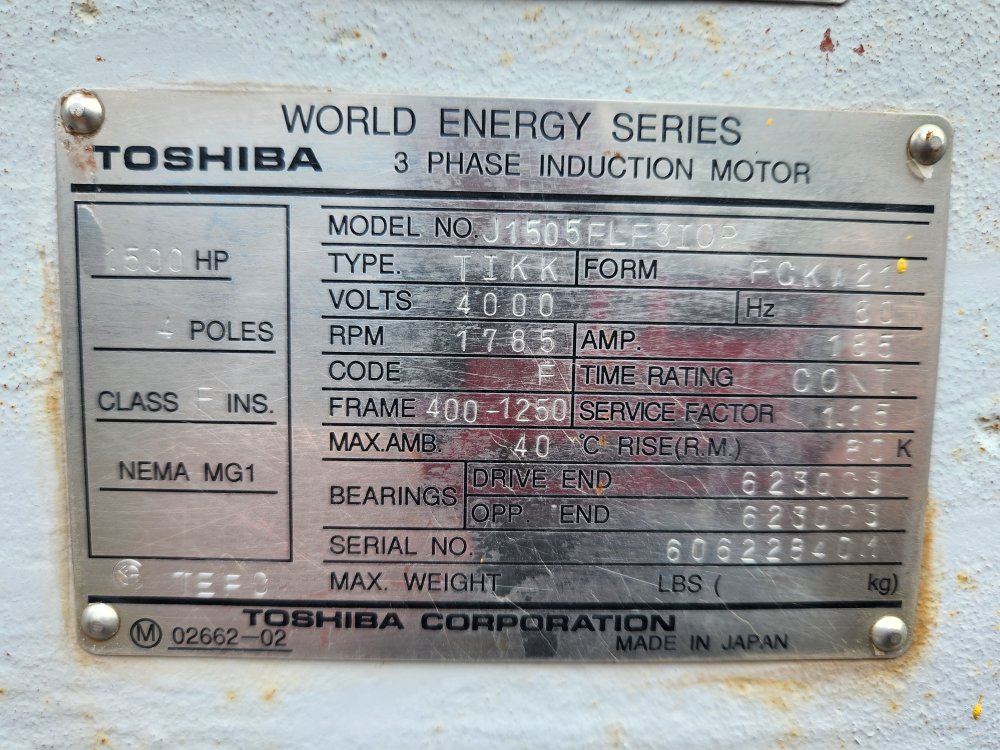 WORLD ENERGY SERIES
TOSHIBA 3 PHASE INDUCTION MOTOR
1500 HP
4 POLES
CLASS F INS.
NEMA MG1
TEFC
MODEL NO. J1505FLF3IOP
TYPE. TIKK FORM
VOLTS 4000 Hz 60
RPM 1785 AMP. 185
CODE F TIME RATING CONT.
FRAME 400-1250 SERVICE FACTOR 1.15
MAX.AMB. 40 °C RISE(R.M.) 80 K
BEARINGS DRIVE END 6230C3
OPP. END 6230C3
SERIAL NO.
MAX. WEIGHT LBS ( kg)
TOSHIBA CORPORATION
M 02662-02 MADE IN JAPAN